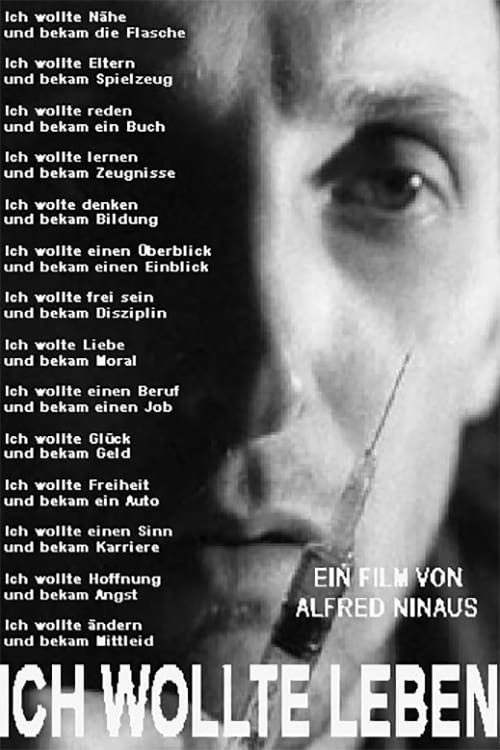 Ich wollte Nähe
und bekam die Flasche
Ich wollte Eltern
und bekam Spielzeug
Ich wollte reden
und bekam ein Buch
Ich wollte lernen
und bekam Zeugnisse
Ich wolte denken
und bekam Bildung
Ich wollte einen Überblick
und bekam einen Einblick
Ich wollte frei sein
und bekam Disziplin
Ich wolte Liebe
und bekam Moral
Ich wollte einen Beruf
und bekam einen Job
Ich wollte Glück
und bekam Geld
Ich wollte Freiheit
und bekam ein Auto
Ich wollte einen Sinn
und bekam Karriere
Ich wollte Hoffnung
und bekam Angst
Ich wollte ändern
und bekam Mittleid
EIN FILM VON
ALFRED NINAUS
ICH WOLLTE LEBEN